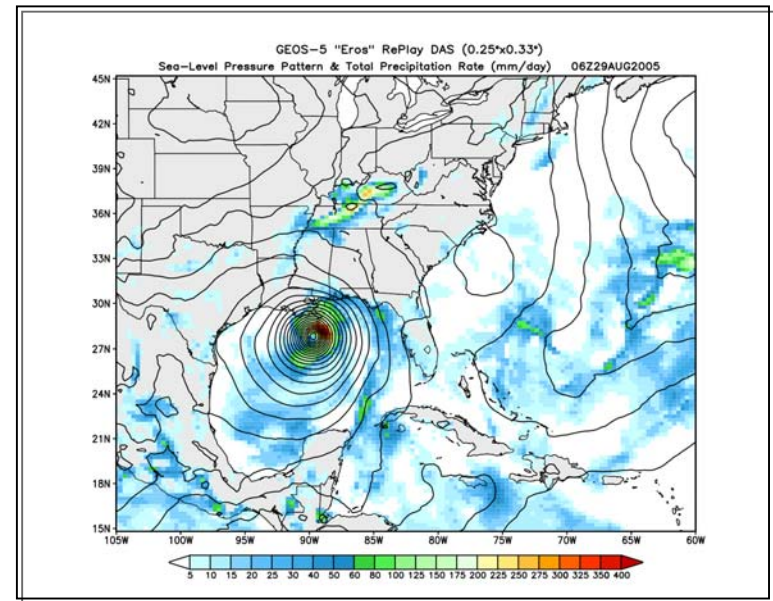 GEOS-5 "Eros" RePlay DAS (0.25°x0.33°)
Sea-Level Pressure Pattern & Total Precipitation Rate (mm/day) 06Z29AUG2005
45N
42N
39N
36N
33N
30N
27N
24N
21N
18N
15N
105W 100W 95W 90W 85W 80W 75W 70W 65W 60W
5 10 15 20 25 30 40 50 60 80 100 125 150 175 200 225 250 275 300 325 350 400